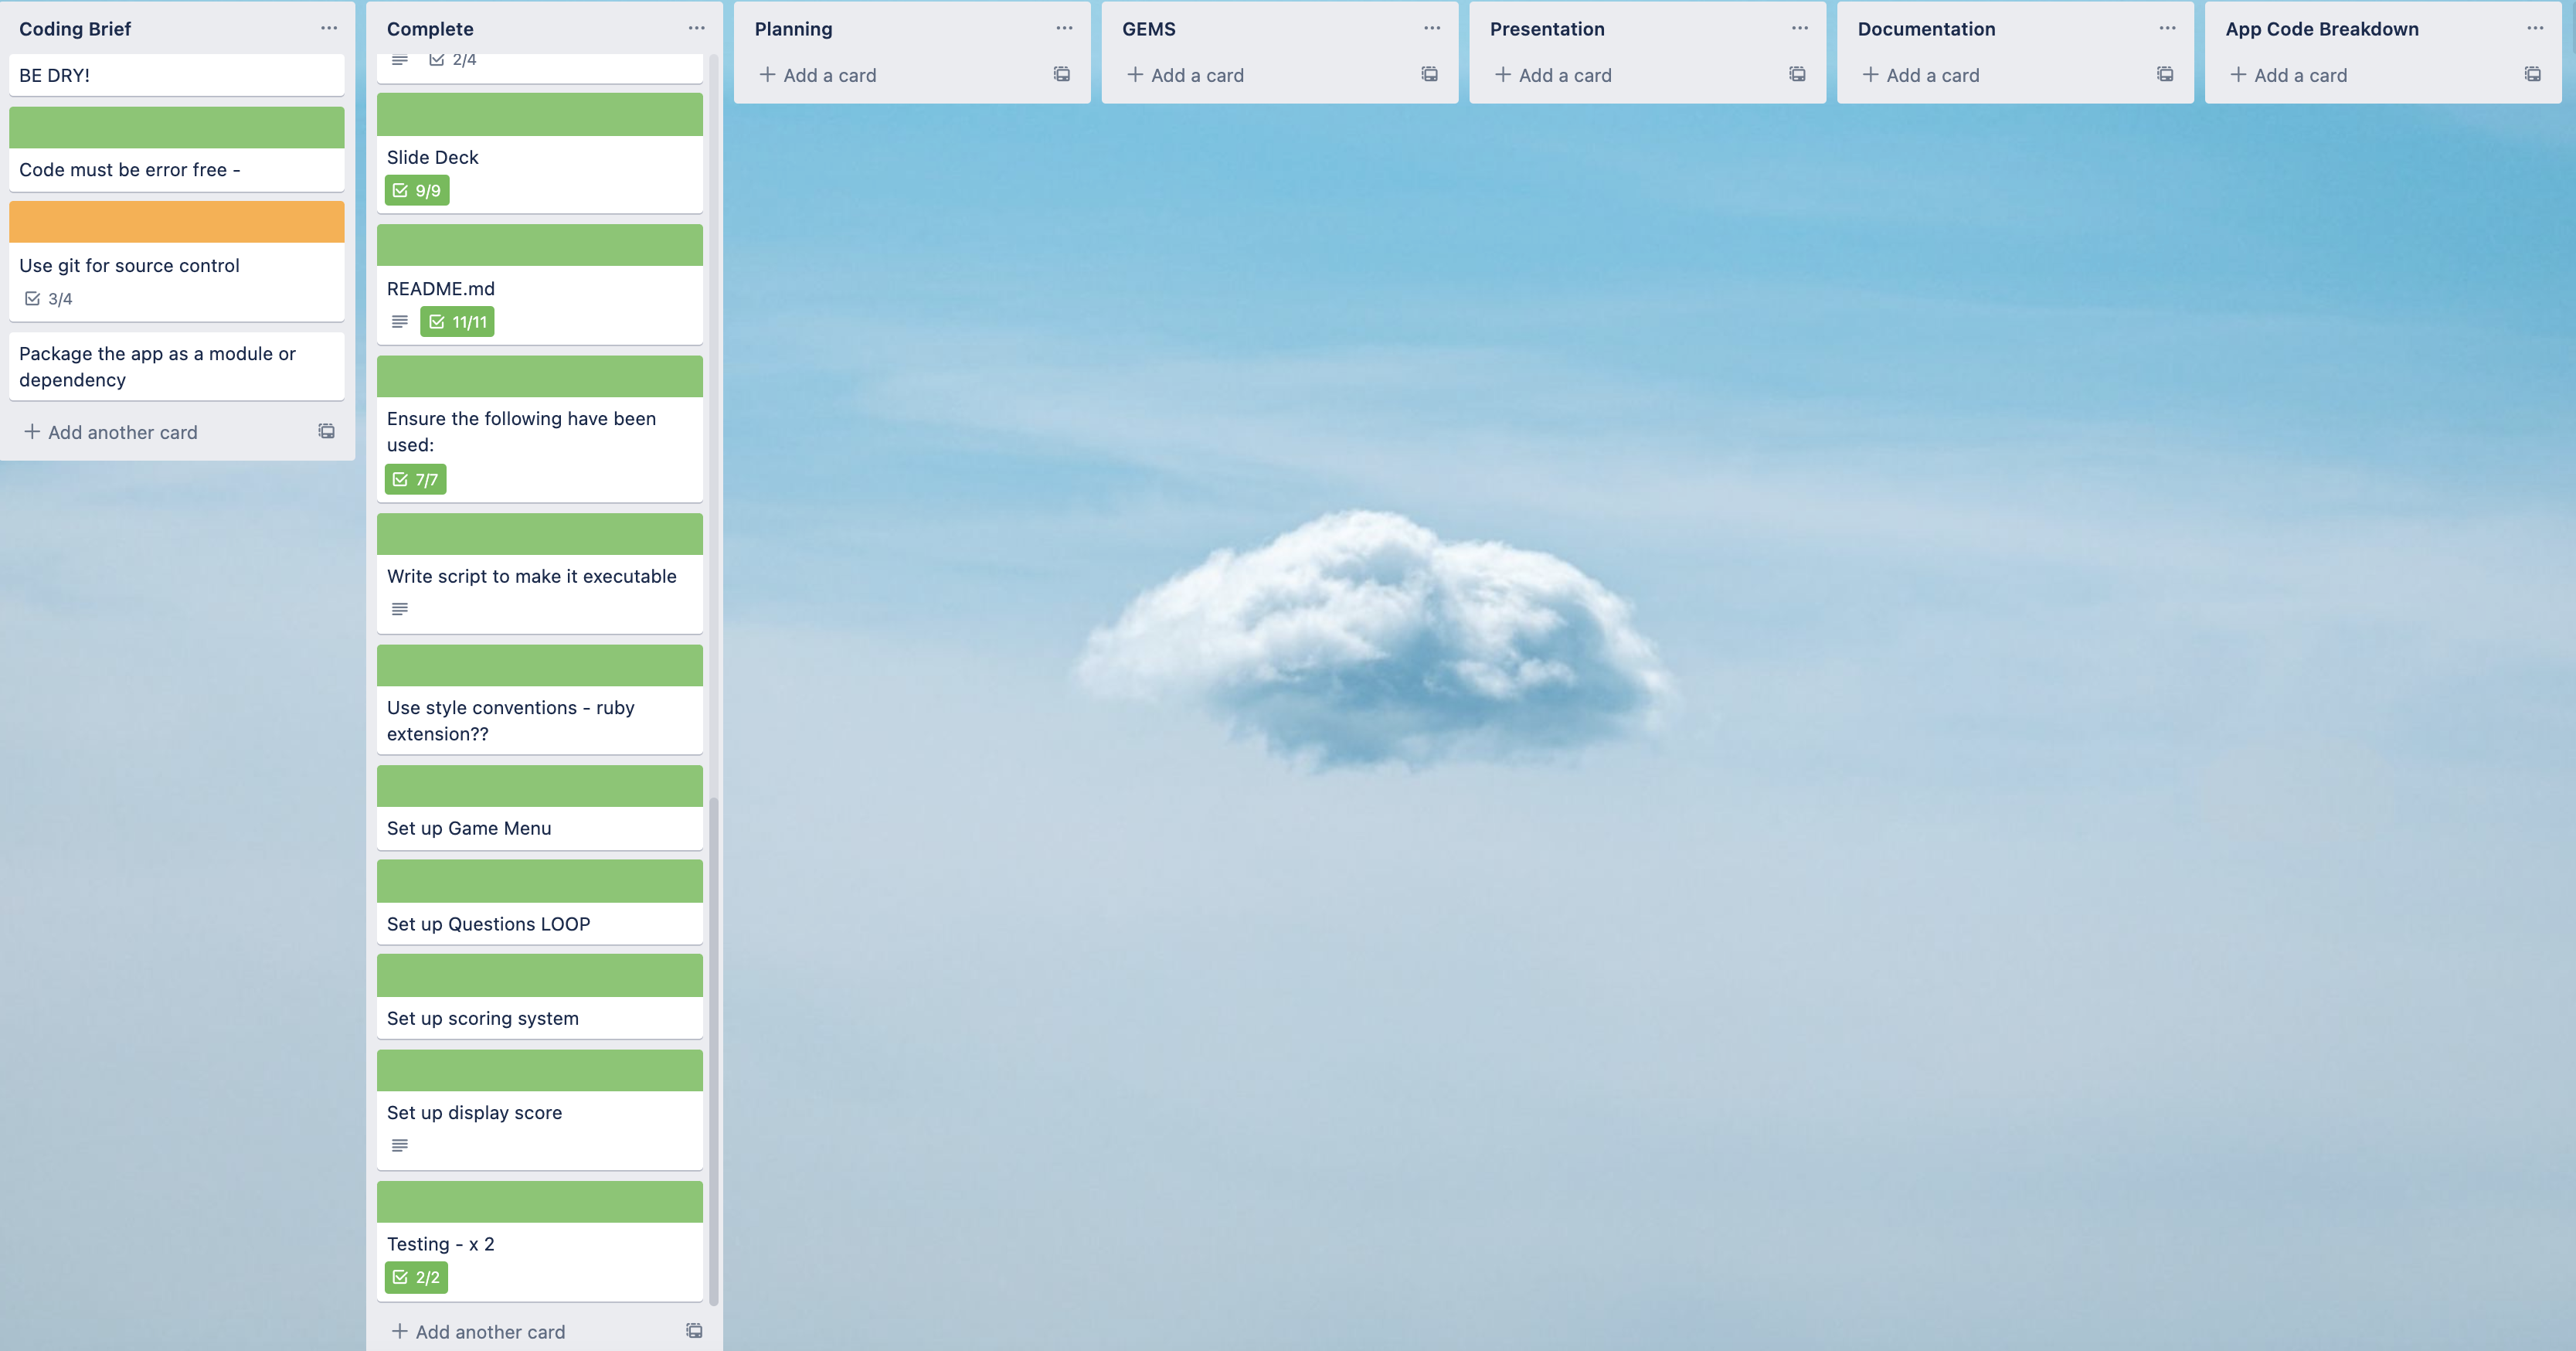 Coding Brief
BE DRY!
Code must be error free -
Use git for source control
3/4
Package the app as a module or
dependency
Add another card
Complete
2/4
Slide Deck
9/9
README.md
11/11
Ensure the following have been
used:
7/7
Write script to make it executable
Use style conventions - ruby
extension??
Set up Game Menu
Set up Questions LOOP
Set up scoring system
Set up display score
Testing - x 2
2/2
Add another card
Planning
Add a card
GEMS
Add a card
Presentation
Add a card
Documentation
Add a card
App Code Breakdown
Add a card